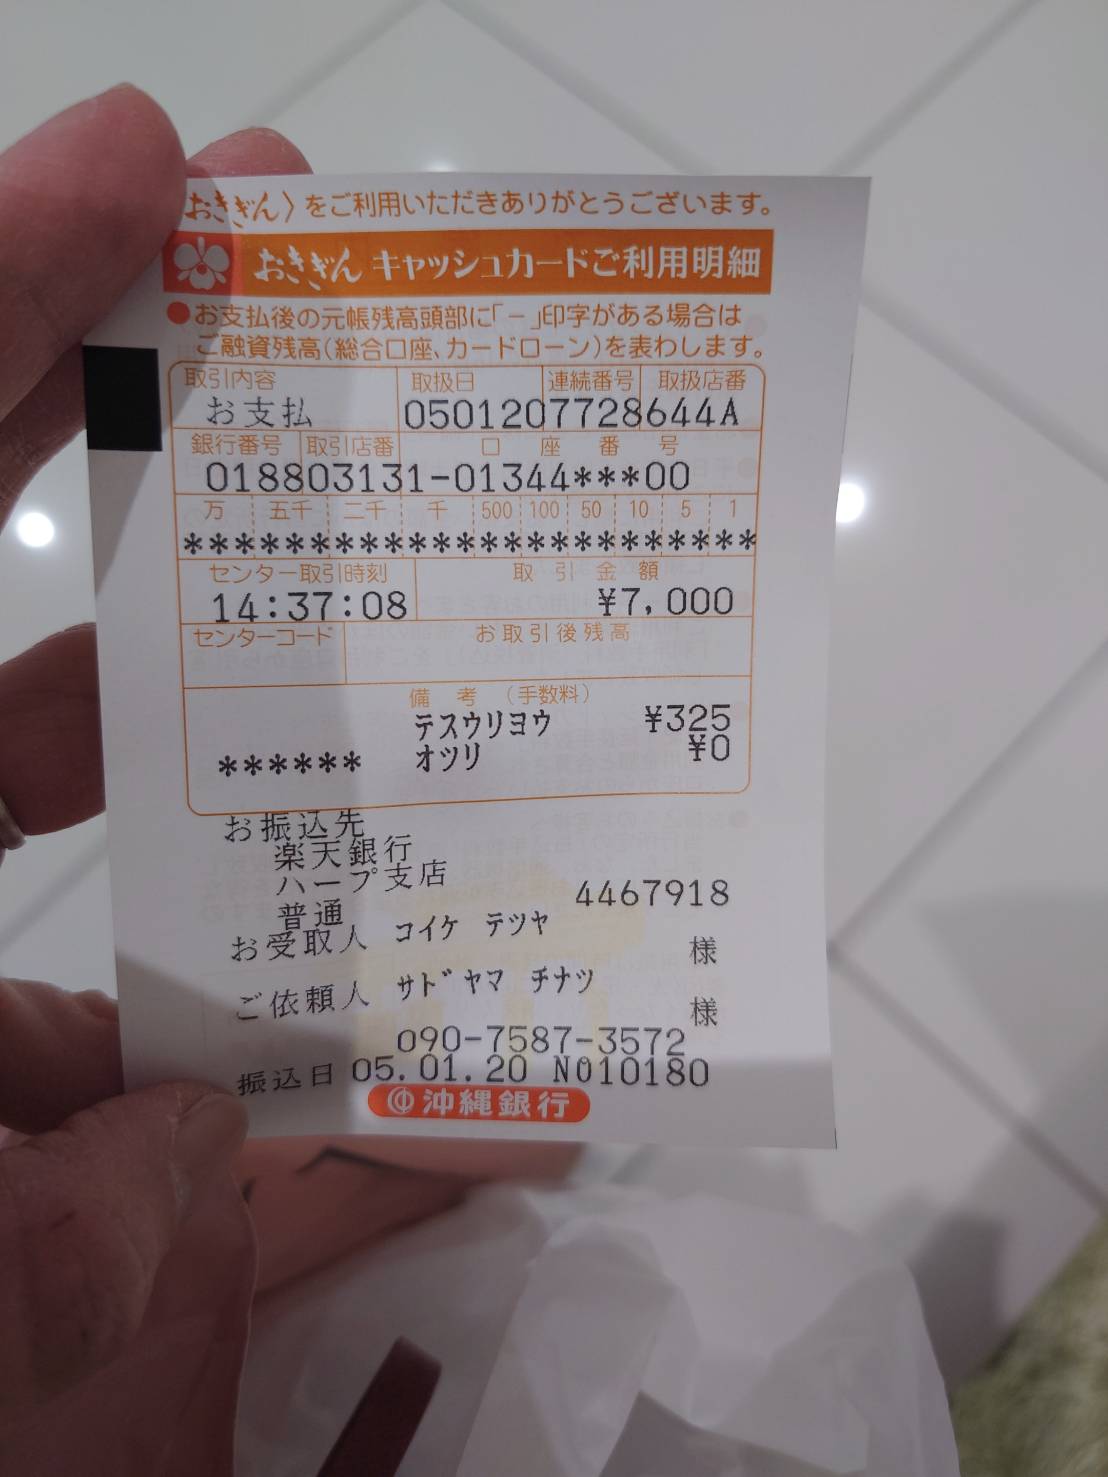 おきぎん〉をご利用いただきありがとうございます。
おきぎん キャッシュカードご利用明細
●お支払後の元帳残高頭部に「－」印字がある場合は
ご融資残高(総合口座、カードローン)を表わします。
取引内容 取扱日 連続番号 取扱店番
お支払 0501207728644A
銀行番号 取引店番 口座番号
018803131-01344***00
万 五千 二千 千 500 100 50 10 5 1
************************
センター取引時刻 取引金額
14:37:08 ¥7,000
センターコード お取引後残高
備考(手数料)
テスウリヨウ ¥325
****** オツリ ¥0
お振込先
楽天銀行
ハープ支店
普通 4467918
お受取人 コイケ テツヤ 様
ご依頼人 サドヤマ チナツ 様
090-7587-3572
振込日 05.01.20 N010180
沖縄銀行